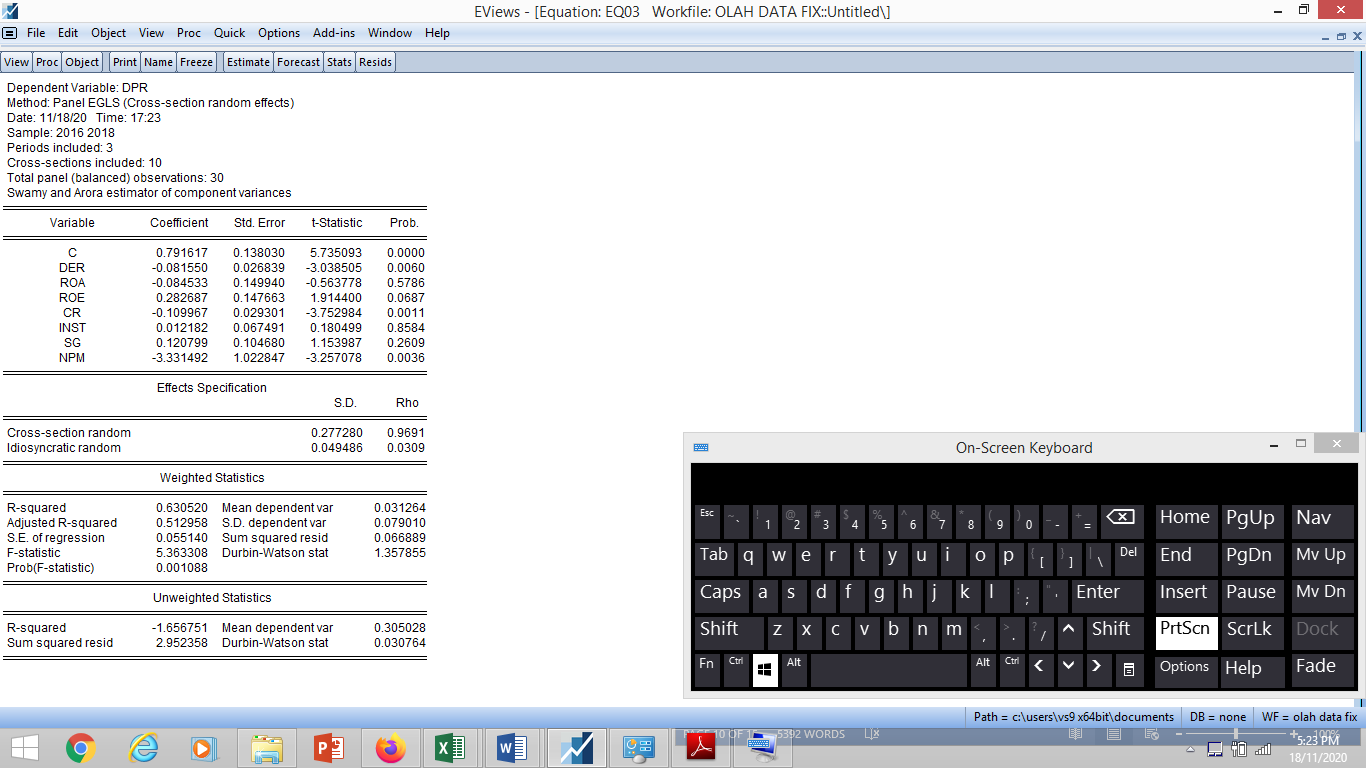 EViews - [Equation: EQ03   Workfile: OLAH DATA FIX::Untitled\]
File Edit Object View Proc Quick Options Add-ins Window Help
View Proc Object Print Name Freeze Estimate Forecast Stats Resids
Dependent Variable: DPR
Method: Panel EGLS (Cross-section random effects)
Date: 11/18/20   Time: 17:23
Sample: 2016 2018
Periods included: 3
Cross-sections included: 10
Total panel (balanced) observations: 30
Swamy and Arora estimator of component variances
Variable Coefficient Std. Error t-Statistic Prob.
C 0.791617 0.138030 5.735093 0.0000
DER -0.081550 0.026839 -3.038505 0.0060
ROA -0.084533 0.149940 -0.563778 0.5786
ROE 0.282687 0.147663 1.914400 0.0687
CR -0.109967 0.029301 -3.752984 0.0011
INST 0.012182 0.067491 0.180499 0.8584
SG 0.120799 0.104680 1.153987 0.2609
NPM -3.331492 1.022847 -3.257078 0.0036
Effects Specification
S.D. Rho
Cross-section random 0.277280 0.9691
Idiosyncratic random 0.049486 0.0309
Weighted Statistics
R-squared 0.630520 Mean dependent var 0.031264
Adjusted R-squared 0.512958 S.D. dependent var 0.079010
S.E. of regression 0.055140 Sum squared resid 0.066889
F-statistic 5.363308 Durbin-Watson stat 1.357855
Prob(F-statistic) 0.001088
Unweighted Statistics
R-squared -1.656751 Mean dependent var 0.305028
Sum squared resid 2.952358 Durbin-Watson stat 0.030764
On-Screen Keyboard
Esc ~ ` ! 1 @ 2 # 3 $ 4 % 5 ^ 6 & 7 * 8 ( 9 ) 0 _ - + = Home PgUp Nav
Tab q w e r t y u i o p { [ } ] | \ Del End PgDn Mv Up
Caps a s d f g h j k l : ; " ' Enter Insert Pause Mv Dn
Shift z x c v b n m < , > . ? / Shift PrtScn ScrLk Dock
Fn Ctrl Alt Alt Ctrl Options Help Fade
Path = c:\users\vs9 x64bit\documents DB = none WF = olah data fix
5392 WORDS 100%
5:23 PM
18/11/2020